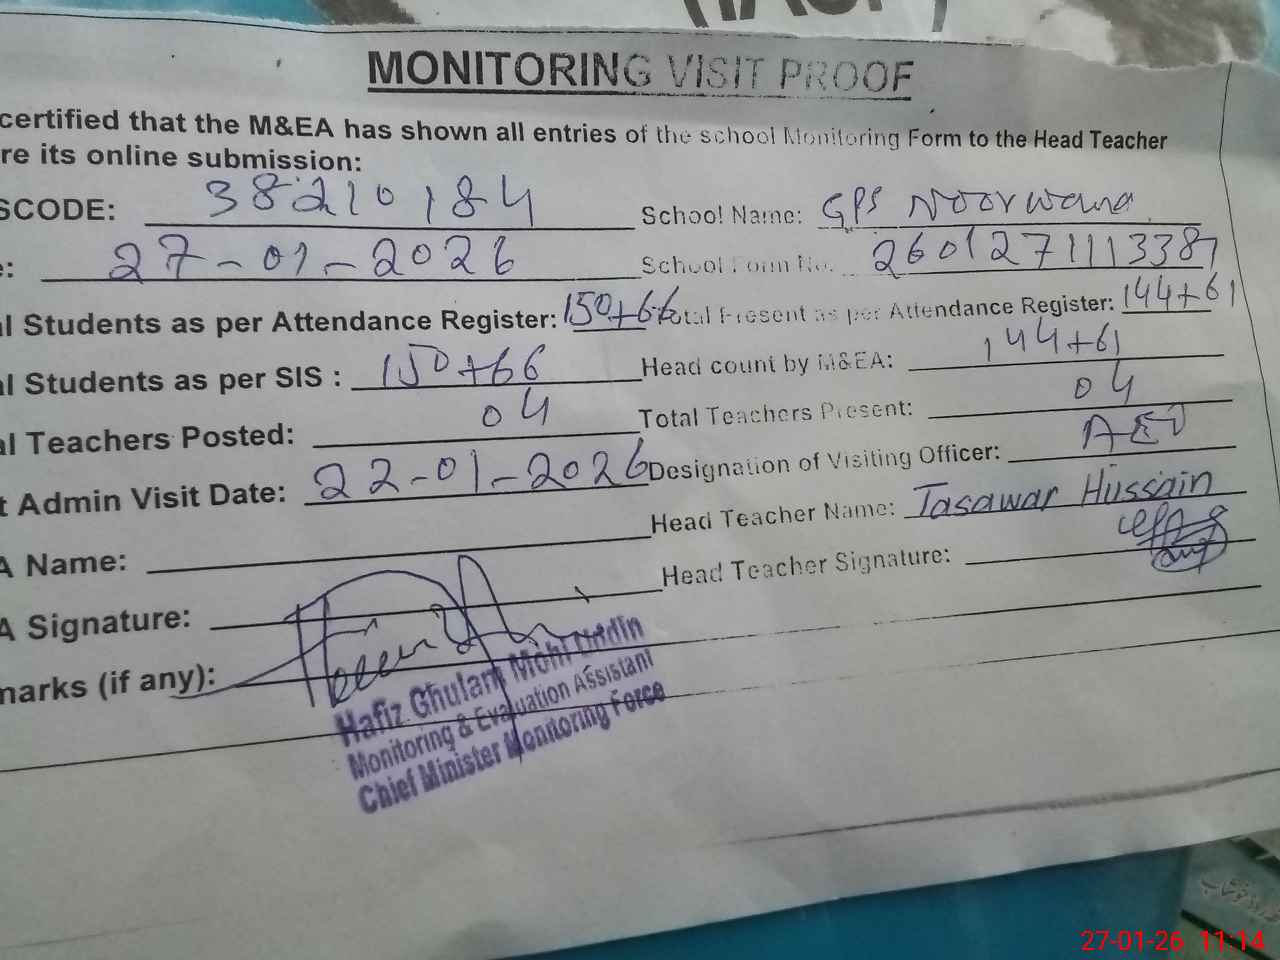 MONITORING VISIT PROOF
certified that the M&EA has shown all entries of the school Monitoring Form to the Head Teacher
re its online submission:
SCODE: 38210184 School Name: GPS Noorwana
: 27-01-2026 School Form No. 2601271113387
l Students as per Attendance Register: 150+66 Total Present as per Attendance Register: 144+61
l Students as per SIS : 150+66 Head count by M&EA: 144+61
l Teachers Posted: 04 Total Teachers Present: 04
t Admin Visit Date: 22-01-2026 Designation of Visiting Officer: AEO
A Name: Head Teacher Name: Tasawar Hussain
A Signature: Head Teacher Signature:
marks (if any):
Hafiz Ghulam Mohi Uddin
Monitoring & Evaluation Assistant
Chief Minister Monitoring Force
27-01-26 11:14